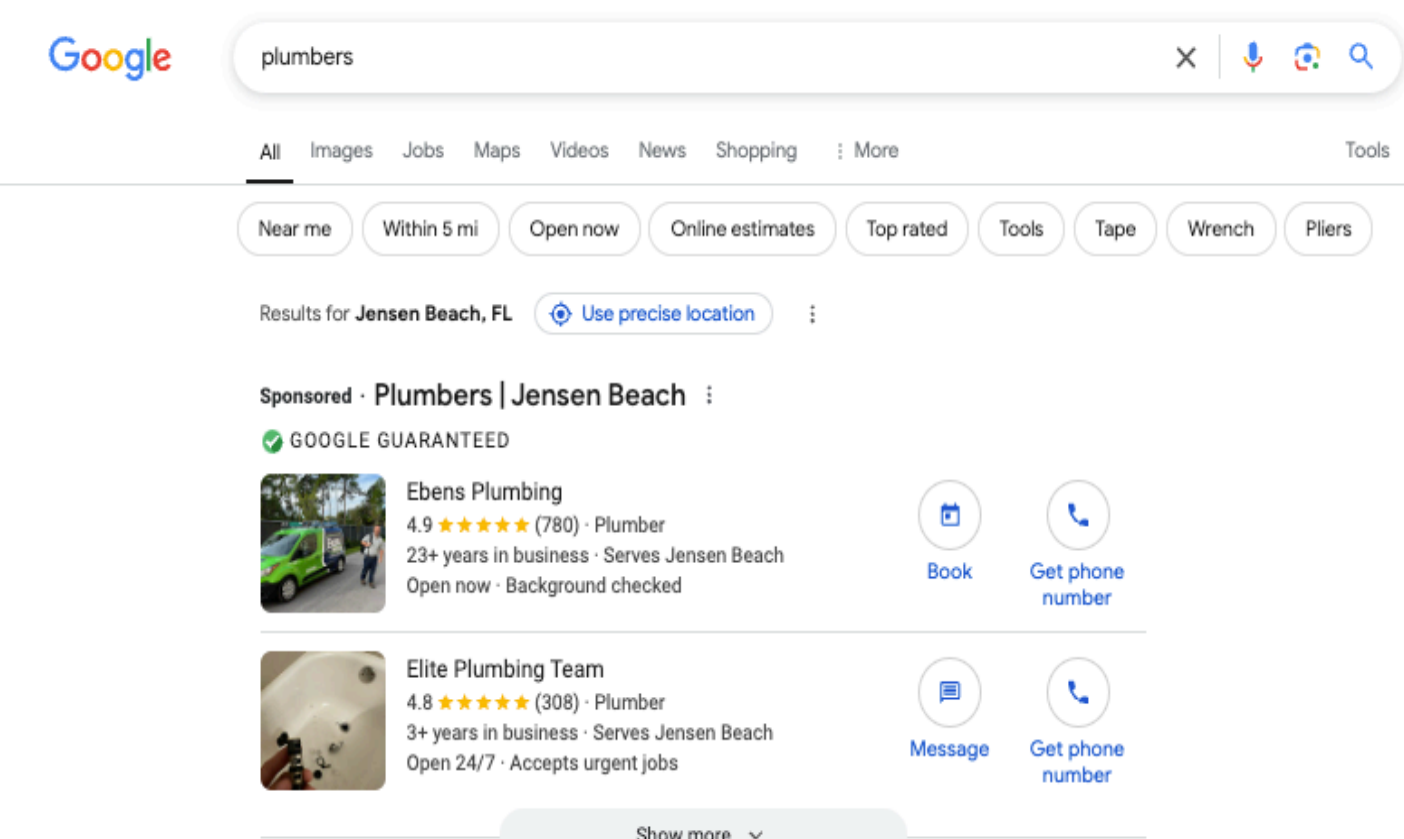 Google
plumbers
All Images Jobs Maps Videos News Shopping More Tools
Near me Within 5 mi Open now Online estimates Top rated Tools Tape Wrench Pliers
Results for Jensen Beach, FL Use precise location
Sponsored · Plumbers | Jensen Beach
GOOGLE GUARANTEED
Ebens Plumbing
4.9 (780) · Plumber
23+ years in business · Serves Jensen Beach
Open now · Background checked
Book
Get phone
number
Elite Plumbing Team
4.8 (308) · Plumber
3+ years in business · Serves Jensen Beach
Open 24/7 · Accepts urgent jobs
Message
Get phone
number
Show more